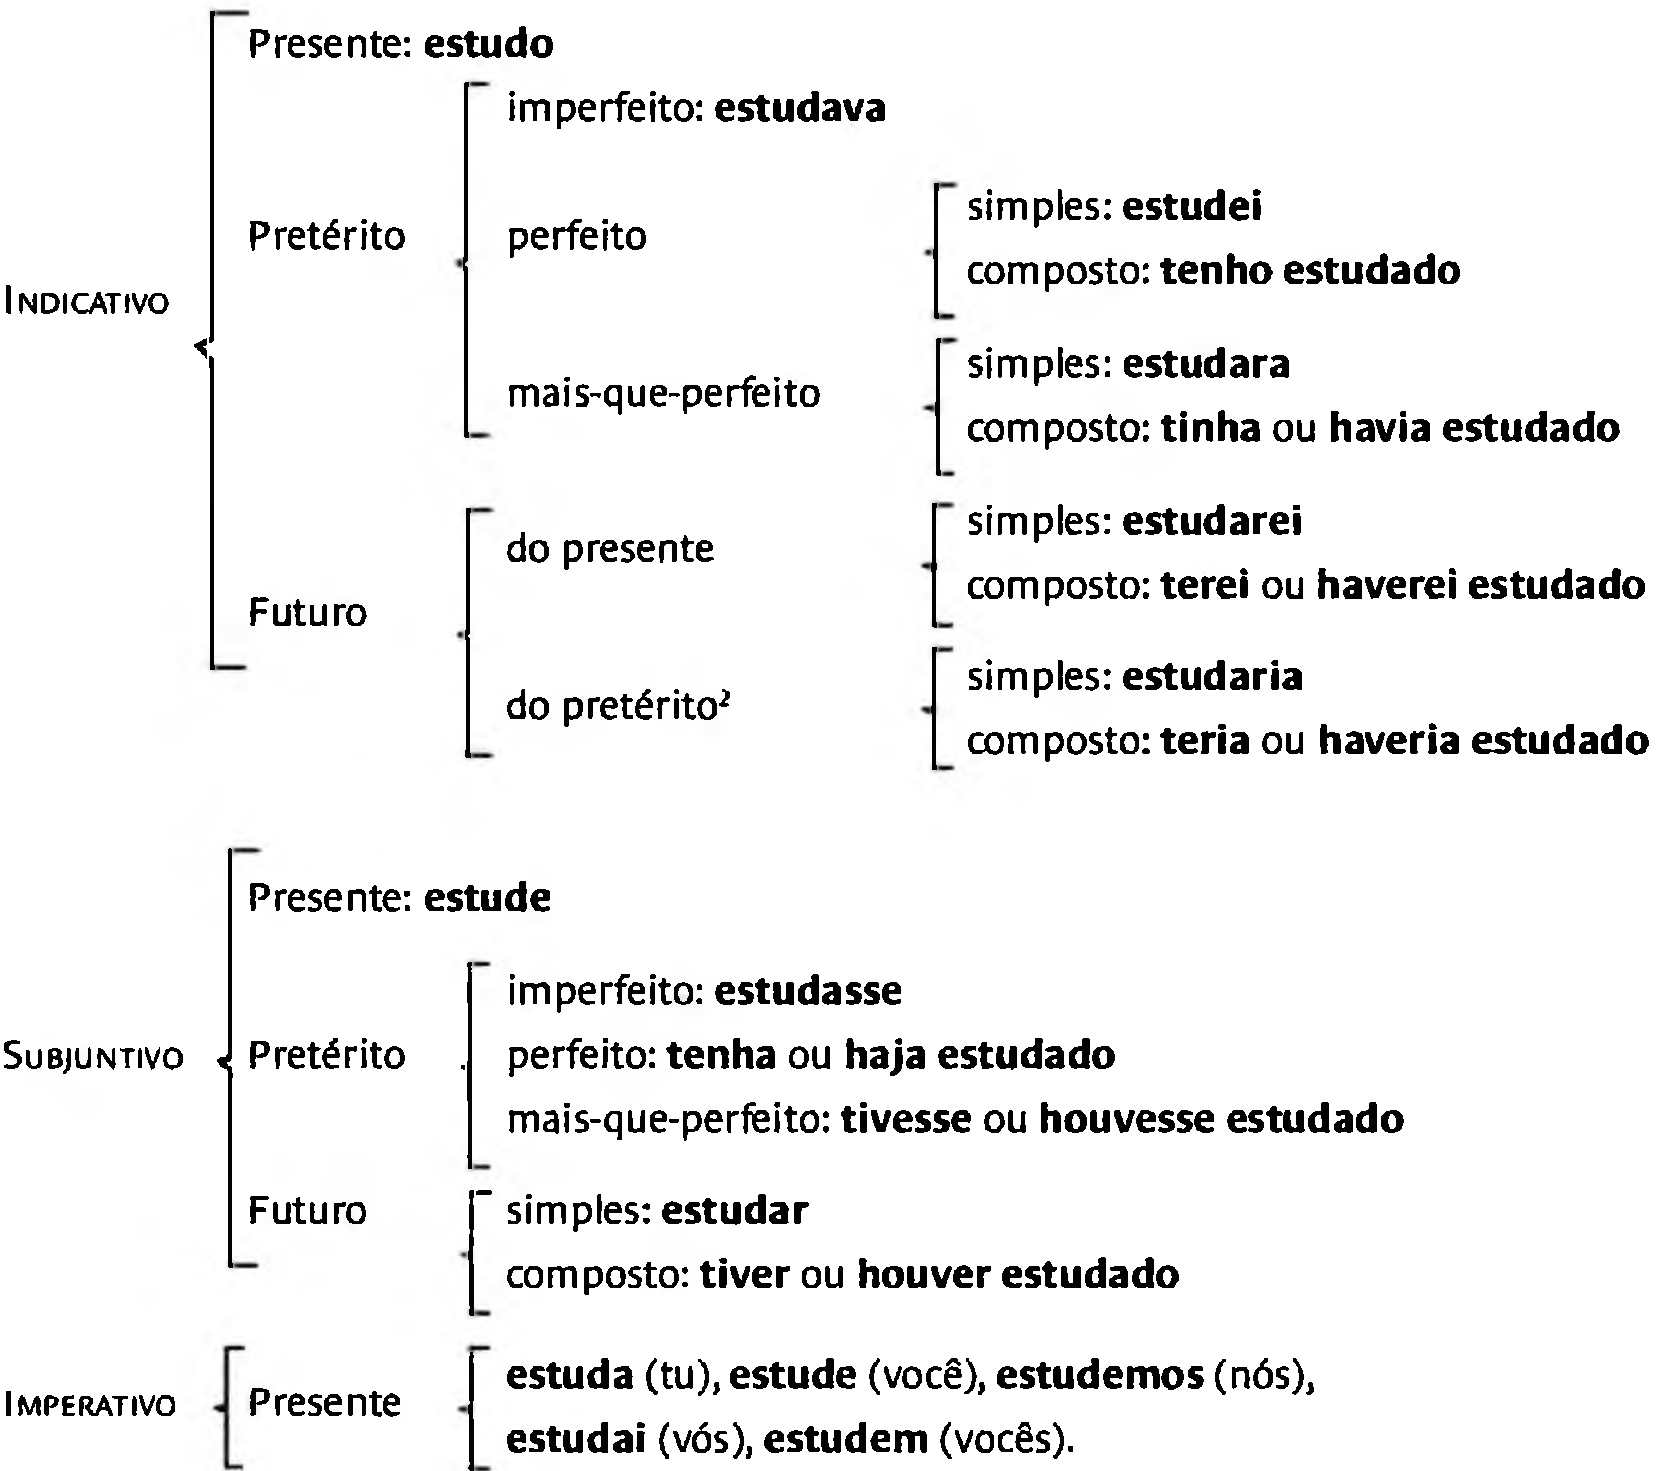 Presente: estudo
imperfeito: estudava
Pretérito
perfeito
simples: estudei
composto: tenho estudado
INDICATIVO
mais-que-perfeito
simples: estudara
composto: tinha ou havia estudado
Futuro
do presente
simples: estudarei
composto: terei ou haverei estudado
do pretérito²
simples: estudaria
composto: teria ou haveria estudado
SUBJUNTIVO
Presente: estude
Pretérito
imperfeito: estudasse
perfeito: tenha ou haja estudado
mais-que-perfeito: tivesse ou houvesse estudado
Futuro
simples: estudar
composto: tiver ou houver estudado
IMPERATIVO
Presente
estuda (tu), estude (você), estudemos (nós),
estudai (vós), estudem (vocês).